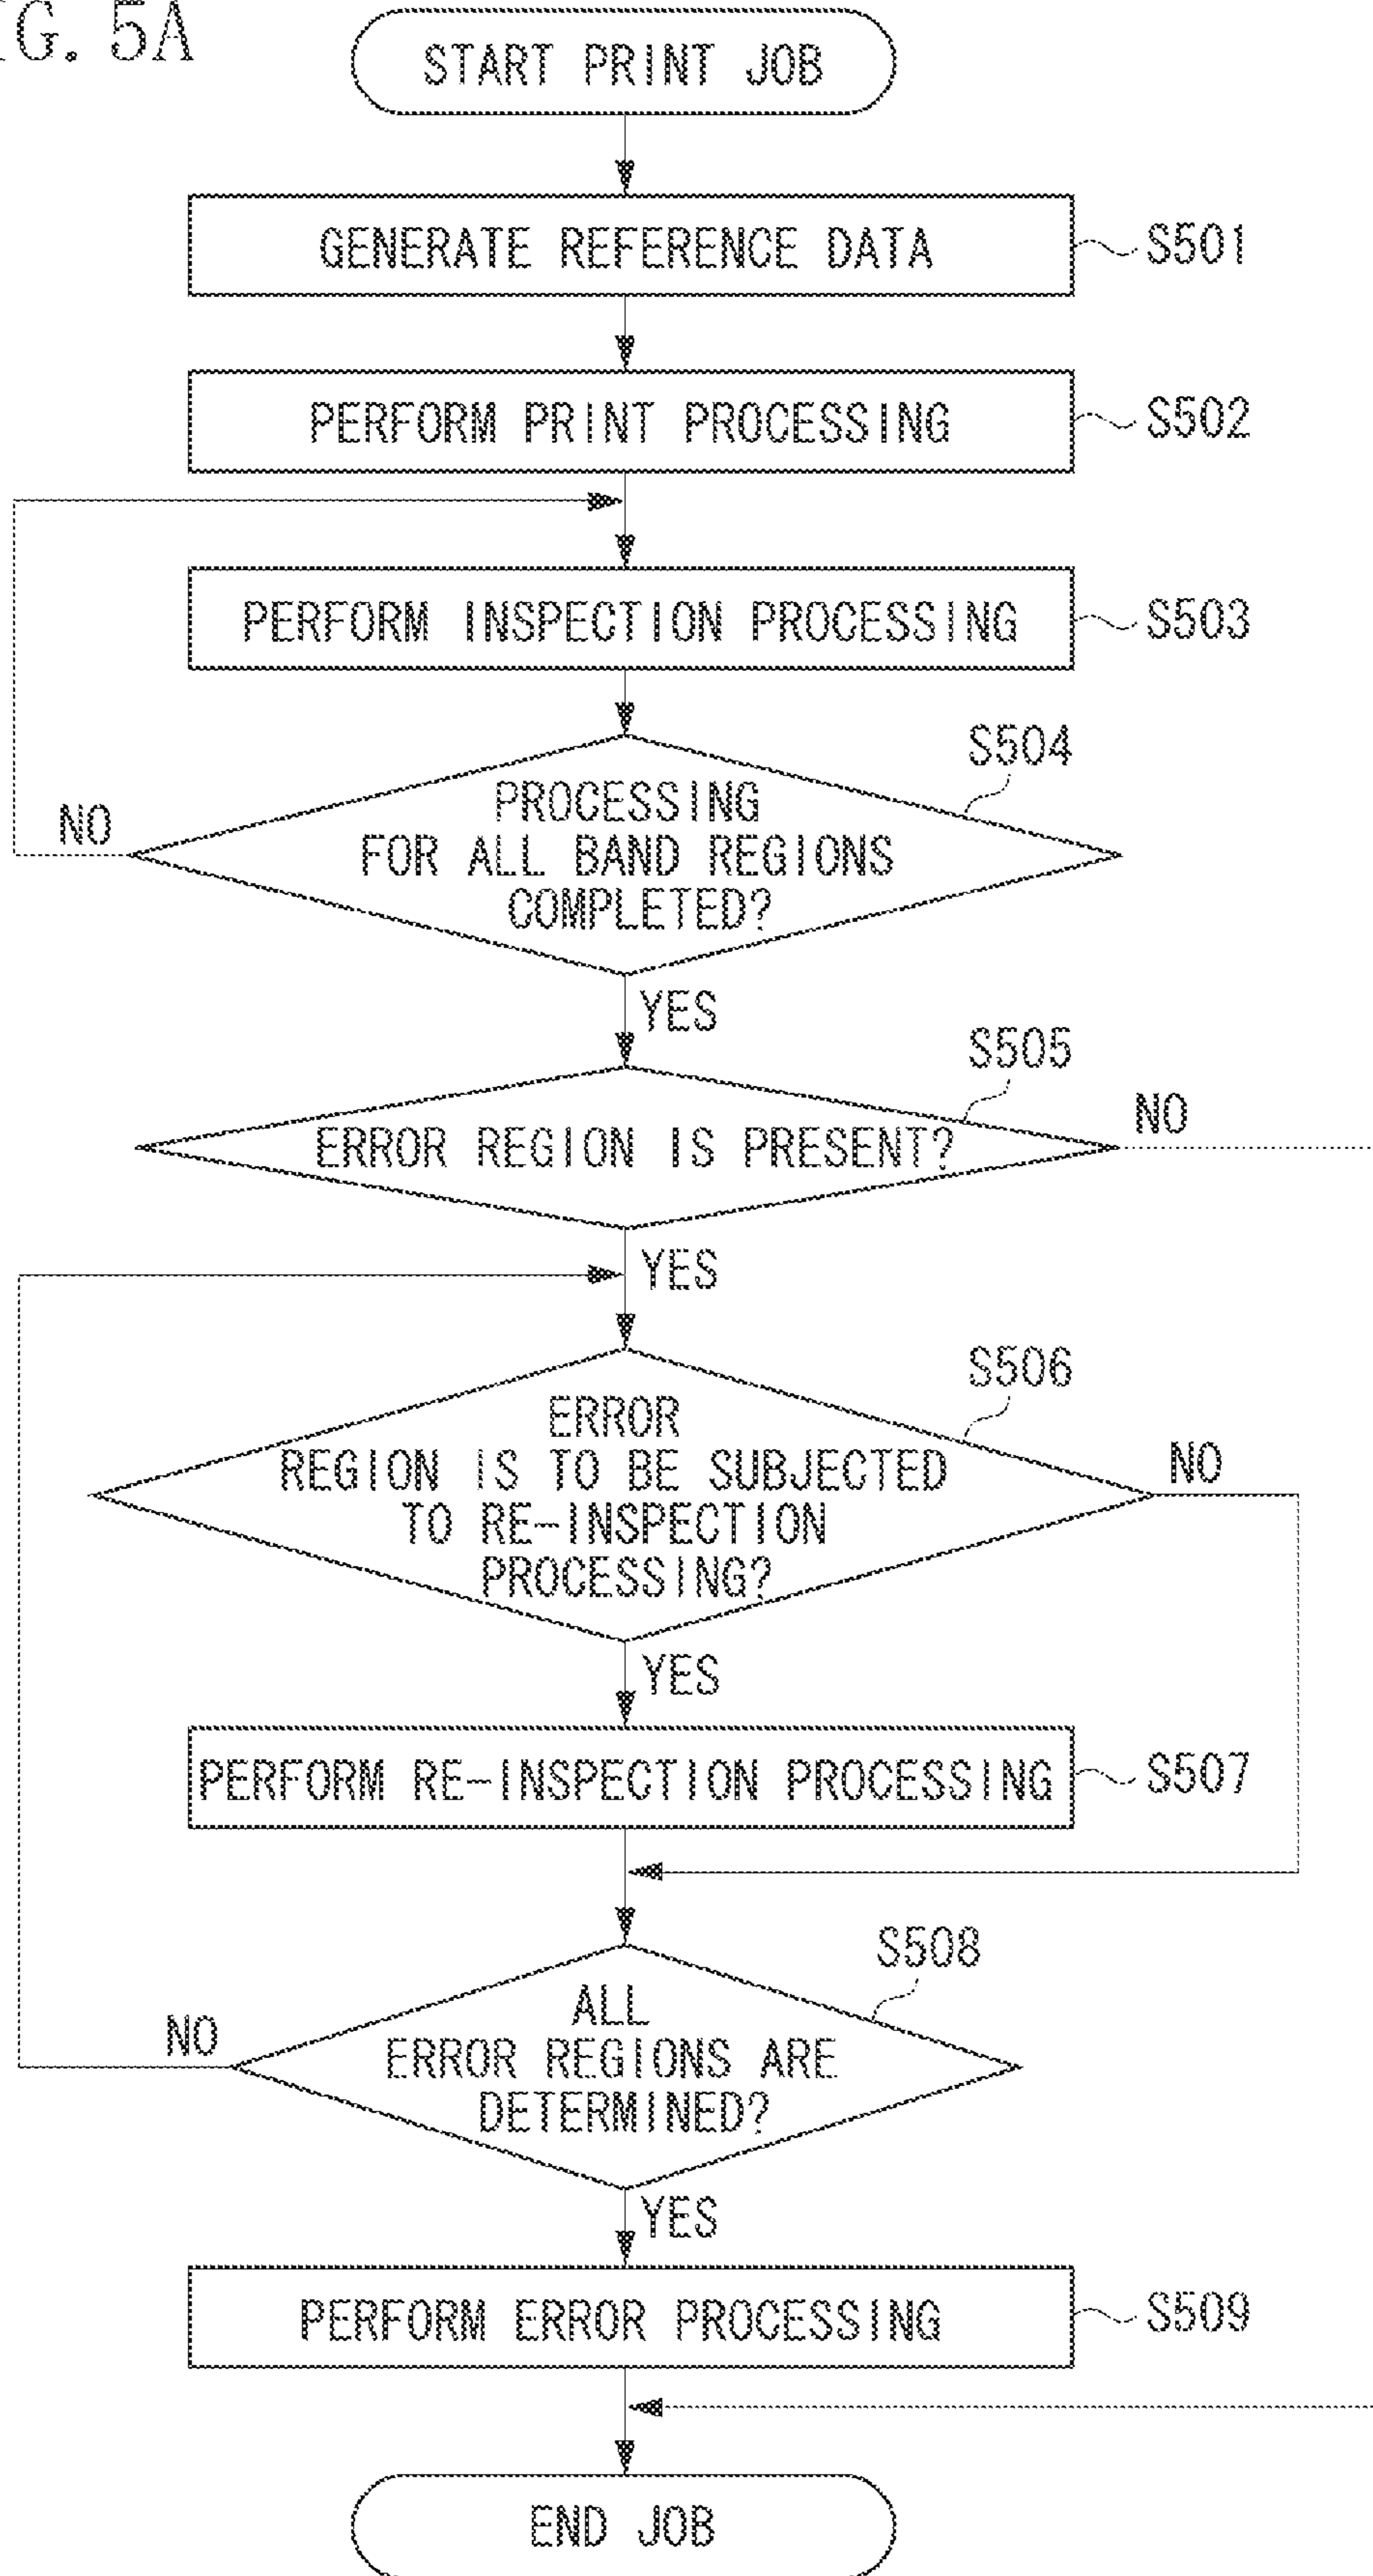 IG. 5A
START PRINT JOB
GENERATE REFERENCE DATA
S501
PERFORM PRINT PROCESSING
S502
PERFORM INSPECTION PROCESSING
S503
S504
PROCESSING
FOR ALL BAND REGIONS
COMPLETED?
NO
YES
S505
ERROR REGION IS PRESENT?
NO
YES
S506
ERROR
REGION IS TO BE SUBJECTED
TO RE-INSPECTION
PROCESSING?
NO
YES
PERFORM RE-INSPECTION PROCESSING
S507
S508
ALL
ERROR REGIONS ARE
DETERMINED?
NO
YES
PERFORM ERROR PROCESSING
S509
END JOB